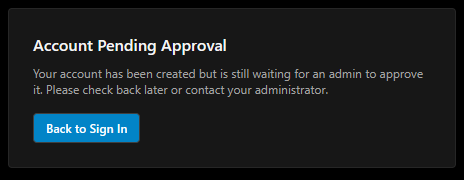 Account Pending Approval
Your account has been created but is still waiting for an admin to approve
it. Please check back later or contact your administrator.
Back to Sign In